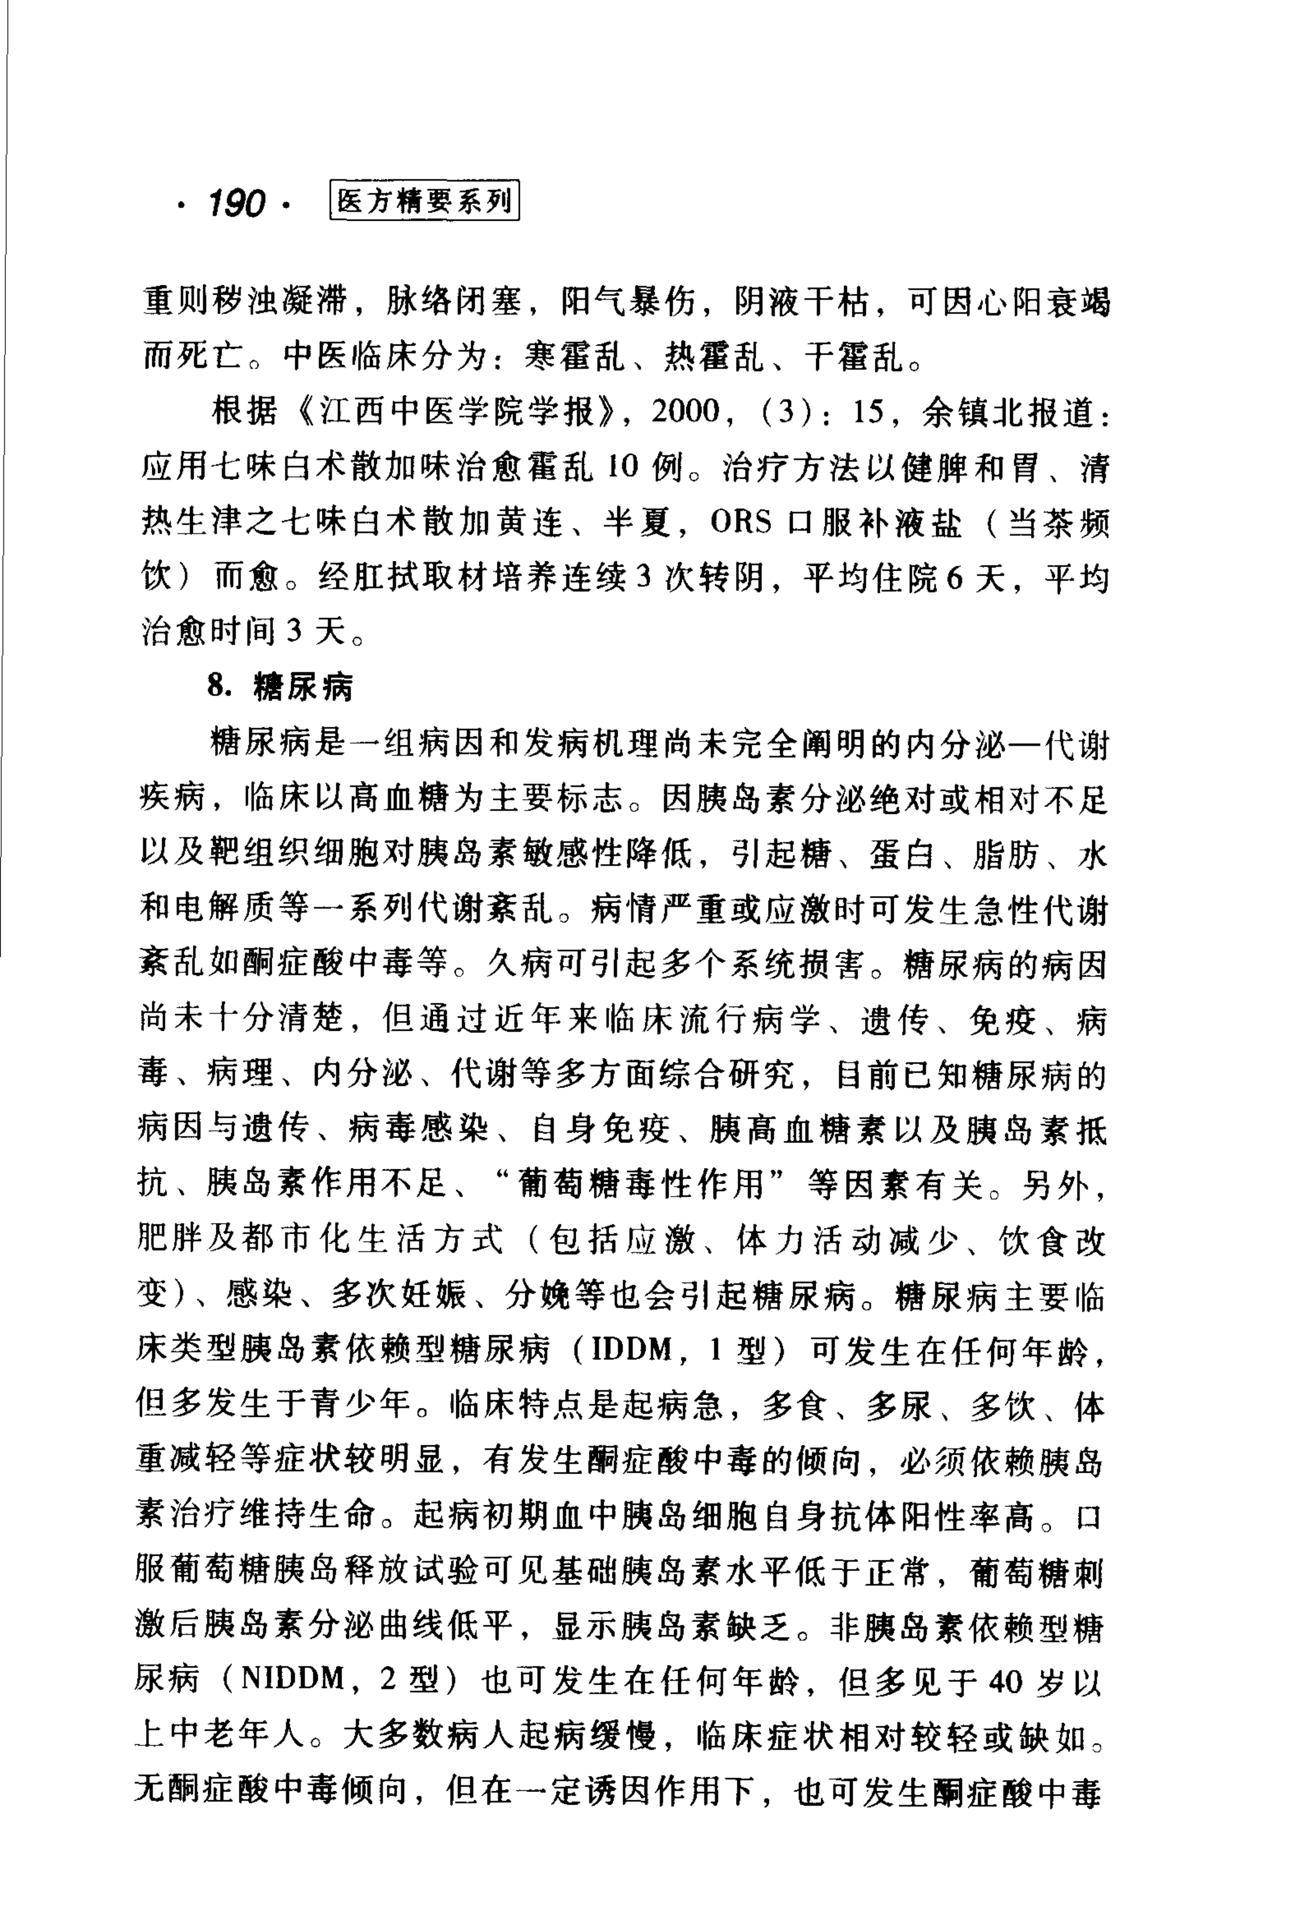 · 190 · 医方精要系列
重则秽浊凝滞，脉络闭塞，阳气暴伤，阴液干枯，可因心阳衰竭
而死亡。中医临床分为：寒霍乱、热霍乱、干霍乱。
根据《江西中医学院学报》，2000，(3)：15，余镇北报道：
应用七味白术散加味治愈霍乱 10 例。治疗方法以健脾和胃、清
热生津之七味白术散加黄连、半夏，ORS 口服补液盐（当茶频
饮）而愈。经肛拭取材培养连续 3 次转阴，平均住院 6 天，平均
治愈时间 3 天。
8. 糖尿病
糖尿病是一组病因和发病机理尚未完全阐明的内分泌—代谢
疾病，临床以高血糖为主要标志。因胰岛素分泌绝对或相对不足
以及靶组织细胞对胰岛素敏感性降低，引起糖、蛋白、脂肪、水
和电解质等一系列代谢紊乱。病情严重或应激时可发生急性代谢
紊乱如酮症酸中毒等。久病可引起多个系统损害。糖尿病的病因
尚未十分清楚，但通过近年来临床流行病学、遗传、免疫、病
毒、病理、内分泌、代谢等多方面综合研究，目前已知糖尿病的
病因与遗传、病毒感染、自身免疫、胰高血糖素以及胰岛素抵
抗、胰岛素作用不足、“葡萄糖毒性作用”等因素有关。另外，
肥胖及都市化生活方式（包括应激、体力活动减少、饮食改
变）、感染、多次妊娠、分娩等也会引起糖尿病。糖尿病主要临
床类型胰岛素依赖型糖尿病（IDDM，1 型）可发生在任何年龄，
但多发生于青少年。临床特点是起病急，多食、多尿、多饮、体
重减轻等症状较明显，有发生酮症酸中毒的倾向，必须依赖胰岛
素治疗维持生命。起病初期血中胰岛细胞自身抗体阳性率高。口
服葡萄糖胰岛释放试验可见基础胰岛素水平低于正常，葡萄糖刺
激后胰岛素分泌曲线低平，显示胰岛素缺乏。非胰岛素依赖型糖
尿病（NIDDM，2 型）也可发生在任何年龄，但多见于 40 岁以
上中老年人。大多数病人起病缓慢，临床症状相对较轻或缺如。
无酮症酸中毒倾向，但在一定诱因作用下，也可发生酮症酸中毒